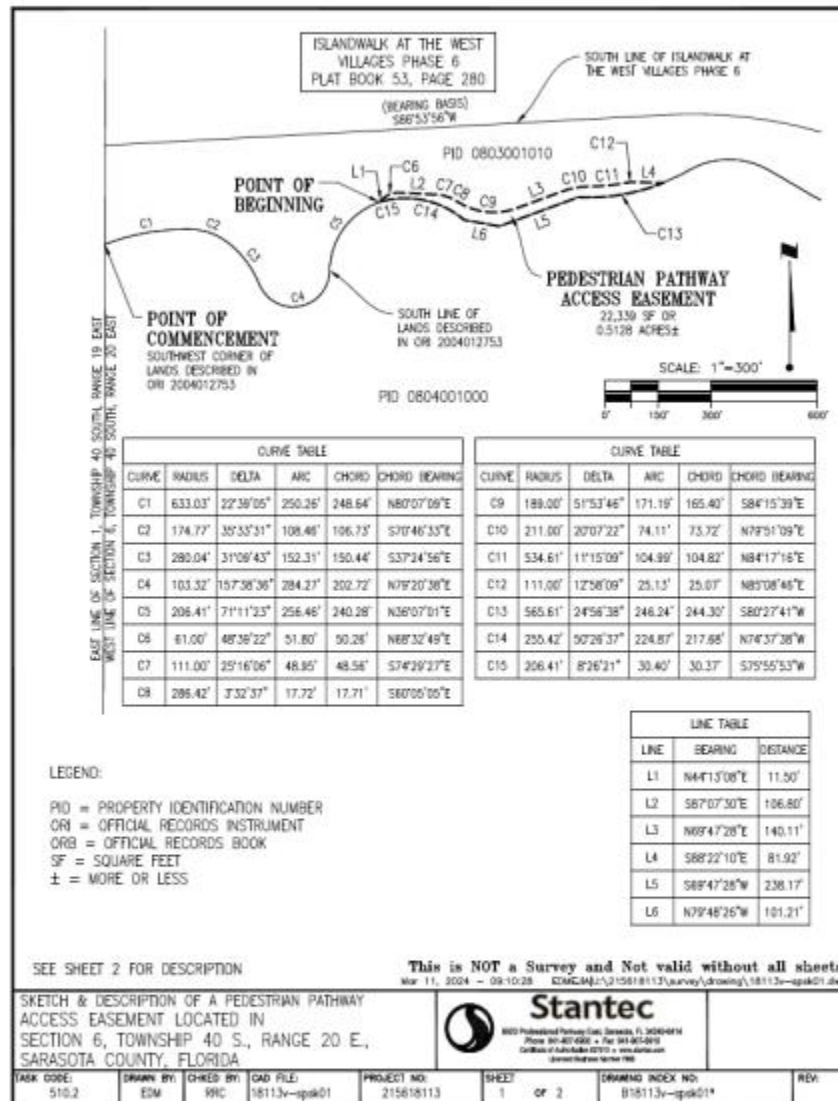 ISLANDWALK AT THE WEST
VILLAGES PHASE 6
PLAT BOOK 53, PAGE 280
SOUTH LINE OF ISLANDWALK AT
THE WEST VILLAGES PHASE 6
(BEARING BASIS)
S86°53'56"W
PID 0803001010
C12
C6
L1
L2
C7
C8
C9
L3
C10
C11
L4
POINT OF
BEGINNING
C15
C14
L6
L5
C13
C1
C2
C3
C4
C5
PEDESTRIAN PATHWAY
ACCESS EASEMENT
22,339 SF OR
0.5128 ACRES±
POINT OF
COMMENCEMENT
SOUTHWEST CORNER OF
LANDS DESCRIBED IN
ORI 2004012753
SOUTH LINE OF
LANDS DESCRIBED
IN ORI 2004012753
PID 0804001000
SCALE: 1"=300'
0' 150' 300' 600'
EAST LINE OF SECTION 1, TOWNSHIP 40 SOUTH, RANGE 19 EAST
WEST LINE OF SECTION 6, TOWNSHIP 40 SOUTH, RANGE 20 EAST
CURVE TABLE
CURVE RADIUS DELTA ARC CHORD CHORD BEARING
C1 633.03' 22°39'05" 250.26' 248.64' N80°07'09"E
C2 174.77' 35°33'31" 108.46' 106.73' S70°46'33"E
C3 280.04' 31°09'43" 152.31' 150.44' S37°24'56"E
C4 103.32' 157°38'36" 284.27' 202.72' N79°20'38"E
C5 206.41' 71°11'23" 256.46' 240.28' N36°07'01"E
C6 61.00' 48°39'22" 51.80' 50.26' N68°32'49"E
C7 111.00' 25°16'06" 48.95' 48.56' S74°29'27"E
C8 286.42' 3°32'37" 17.72' 17.71' S60°05'05"E
CURVE TABLE
CURVE RADIUS DELTA ARC CHORD CHORD BEARING
C9 189.00' 51°53'46" 171.19' 165.40' S84°15'39"E
C10 211.00' 20°07'22" 74.11' 73.72' N79°51'09"E
C11 534.61' 11°15'09" 104.99' 104.82' N84°17'16"E
C12 111.00' 12°58'09" 25.13' 25.07' N85°08'46"E
C13 565.61' 24°56'38" 246.24' 244.30' S80°27'41"W
C14 255.42' 50°26'37" 224.87' 217.68' N74°37'38"W
C15 206.41' 8°26'21" 30.40' 30.37' S75°55'53"W
LINE TABLE
LINE BEARING DISTANCE
L1 N44°13'08"E 11.50'
L2 S87°07'30"E 106.80'
L3 N69°47'28"E 140.11'
L4 S88°22'10"E 81.92'
L5 S69°47'28"W 238.17'
L6 N79°48'26"W 101.21'
LEGEND:
PID = PROPERTY IDENTIFICATION NUMBER
ORI = OFFICIAL RECORDS INSTRUMENT
ORB = OFFICIAL RECORDS BOOK
SF = SQUARE FEET
± = MORE OR LESS
SEE SHEET 2 FOR DESCRIPTION
This is NOT a Survey and Not valid without all sheets
Mar 11, 2024 - 09:10:28
SKETCH & DESCRIPTION OF A PEDESTRIAN PATHWAY
ACCESS EASEMENT LOCATED IN
SECTION 6, TOWNSHIP 40 S., RANGE 20 E.,
SARASOTA COUNTY, FLORIDA
Stantec
TASK CODE: 510.2
DRAWN BY: EDM
CHKED BY: RRC
CAD FILE: 18113v-spsk01
PROJECT NO: 215618113
SHEET 1 OF 2
DRAWING INDEX NO: B18113v-spsk01*
REV: